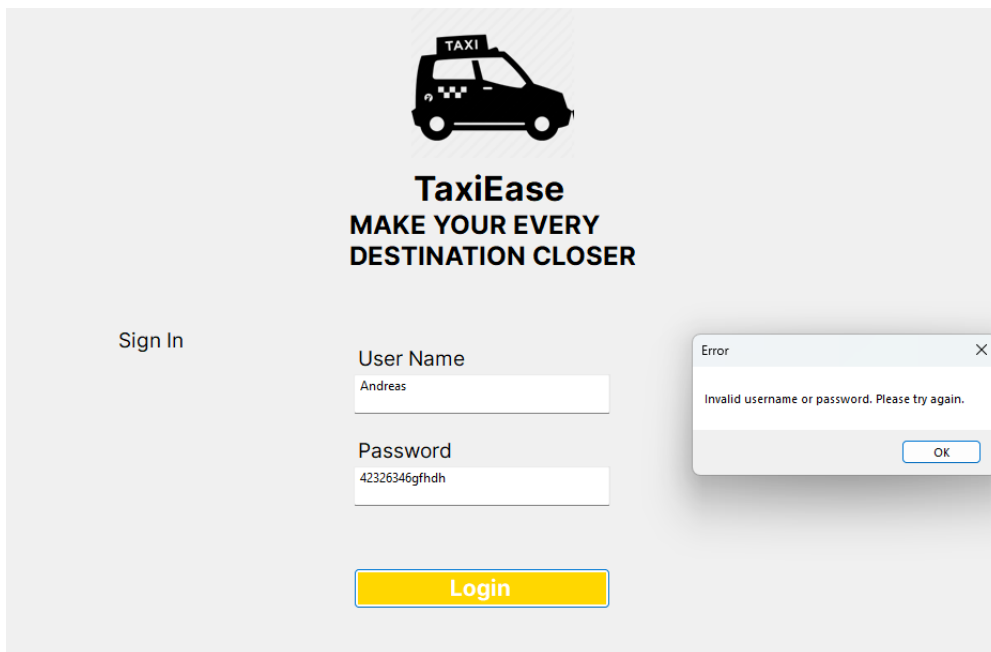 TAXI
TaxiEase
MAKE YOUR EVERY
DESTINATION CLOSER
Sign In
User Name
Andreas
Password
42326346gfhdh
Login
Error
Invalid username or password. Please try again.
OK